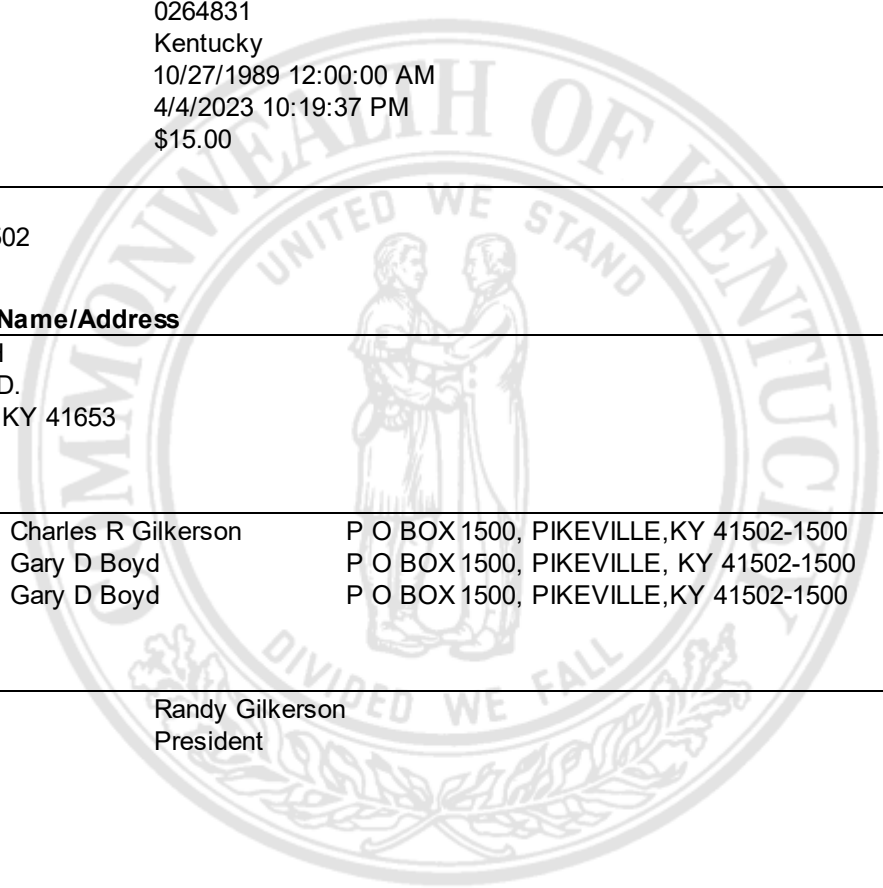 0264831
Kentucky
10/27/1989 12:00:00 AM
4/4/2023 10:19:37 PM
$15.00
COMMONWEALTH OF KENTUCKY
UNITED WE STAND
502
Name/Address
D.
KY 41653
Charles R Gilkerson P O BOX 1500, PIKEVILLE,KY 41502-1500
Gary D Boyd P O BOX 1500, PIKEVILLE, KY 41502-1500
Gary D Boyd P O BOX 1500, PIKEVILLE,KY 41502-1500
DIVIDED WE FALL
Randy Gilkerson
President